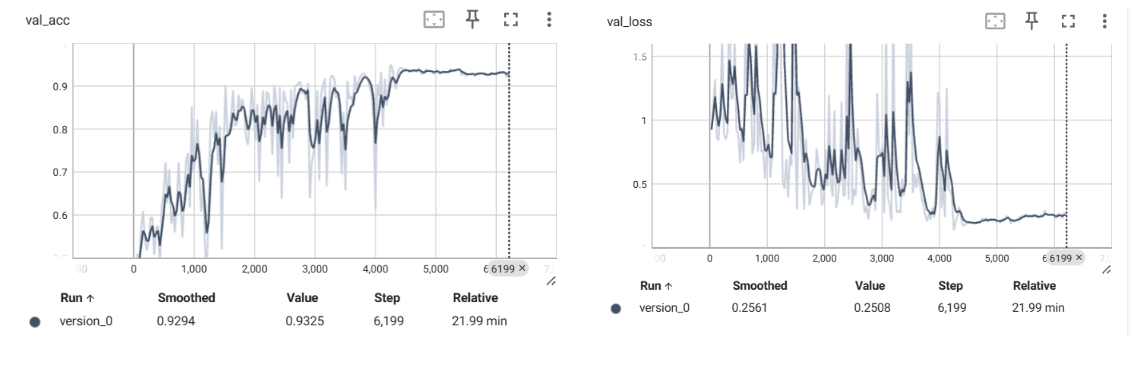 val_acc
0.9
0.8
0.7
0.6
0 1,000 2,000 3,000 4,000 5,000 6199 ×
Run ↑ Smoothed Value Step Relative
version_0 0.9294 0.9325 6,199 21.99 min
val_loss
1.5
1
0.5
0 1,000 2,000 3,000 4,000 5,000 6199 ×
Run ↑ Smoothed Value Step Relative
version_0 0.2561 0.2508 6,199 21.99 min